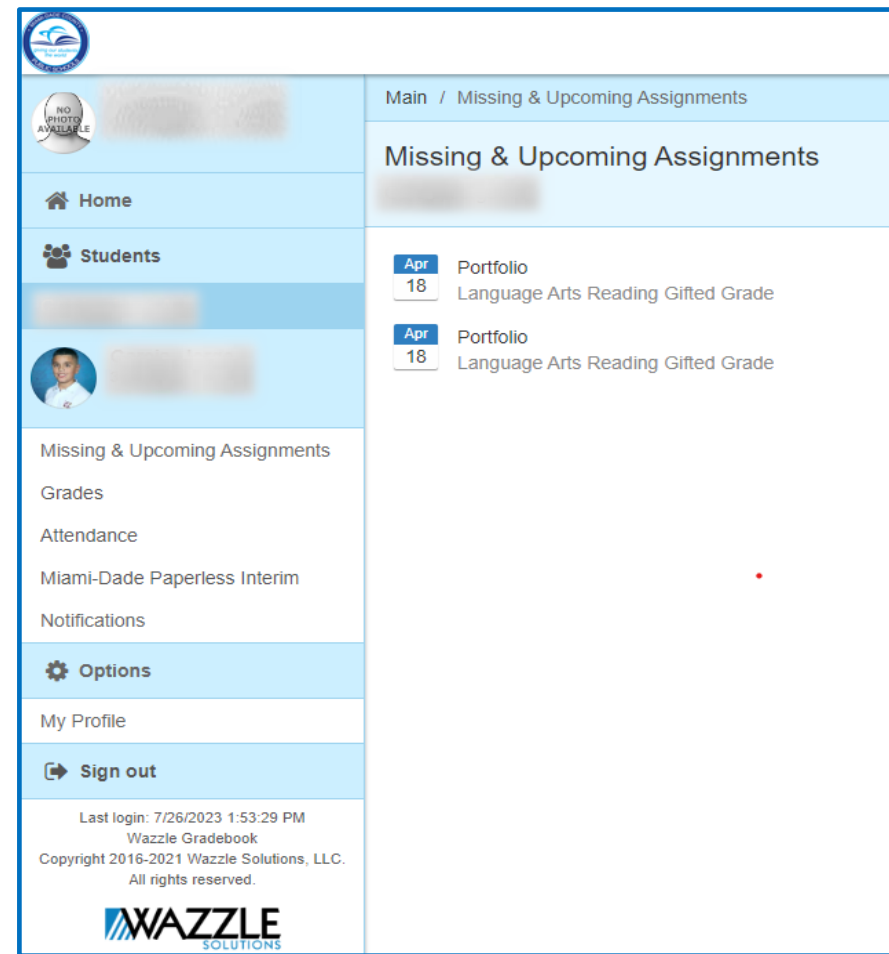 NO
PHOTO
AVAILABLE
Home
Students
Missing & Upcoming Assignments
Grades
Attendance
Miami-Dade Paperless Interim
Notifications
Options
My Profile
Sign out
Last login: 7/26/2023 1:53:29 PM
Wazzle Gradebook
Copyright 2016-2021 Wazzle Solutions, LLC.
All rights reserved.
WAZZLE
SOLUTIONS
Main / Missing & Upcoming Assignments
Missing & Upcoming Assignments
Apr
18
Portfolio
Language Arts Reading Gifted Grade
Apr
18
Portfolio
Language Arts Reading Gifted Grade